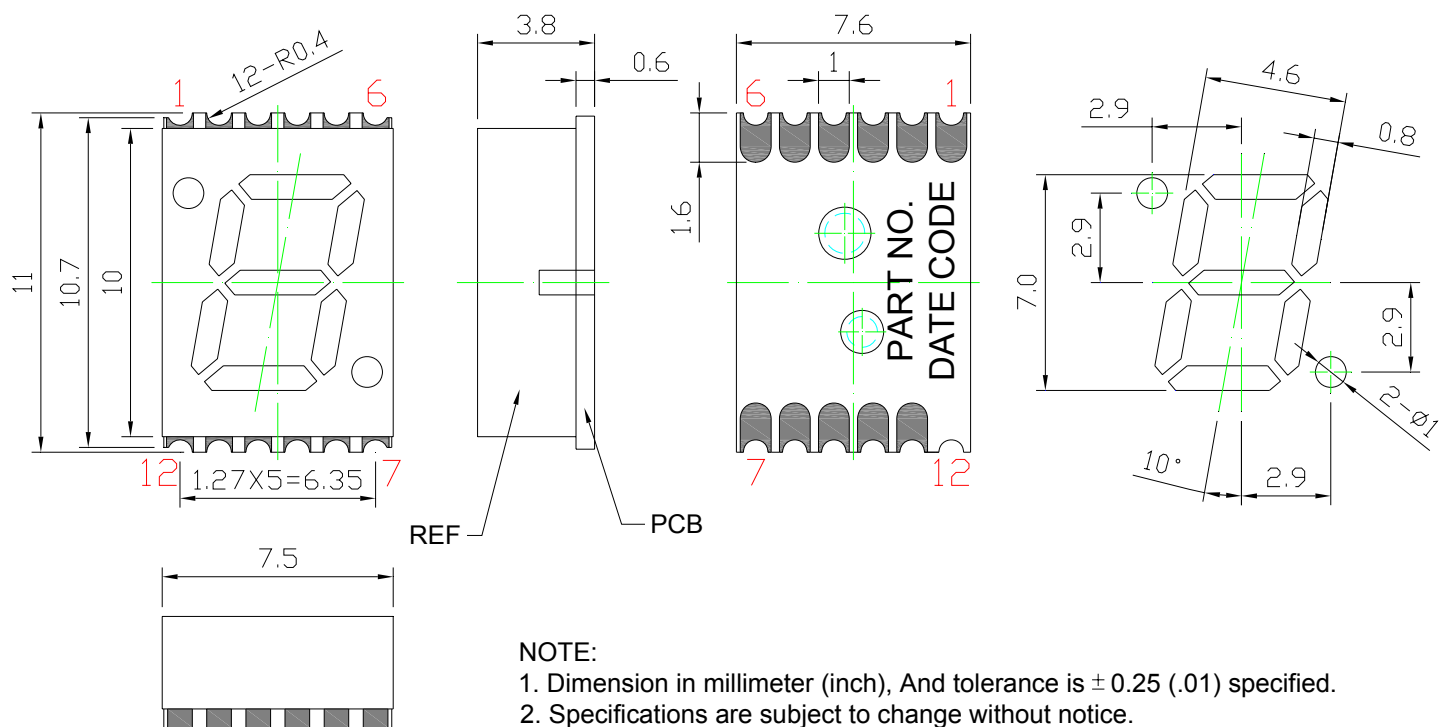 3.8
7.6
0.6
1
12-R0.4
1
6
6
1
4.6
2.9
0.8
11
10.7
10
1.6
PART NO.
DATE CODE
7.0
2.9
2.9
12
7
7
12
1.27X5=6.35
10°
2.9
2-ø1
REF
PCB
7.5
NOTE:
1. Dimension in millimeter (inch), And tolerance is ± 0.25 (.01) specified.
2. Specifications are subject to change without notice.